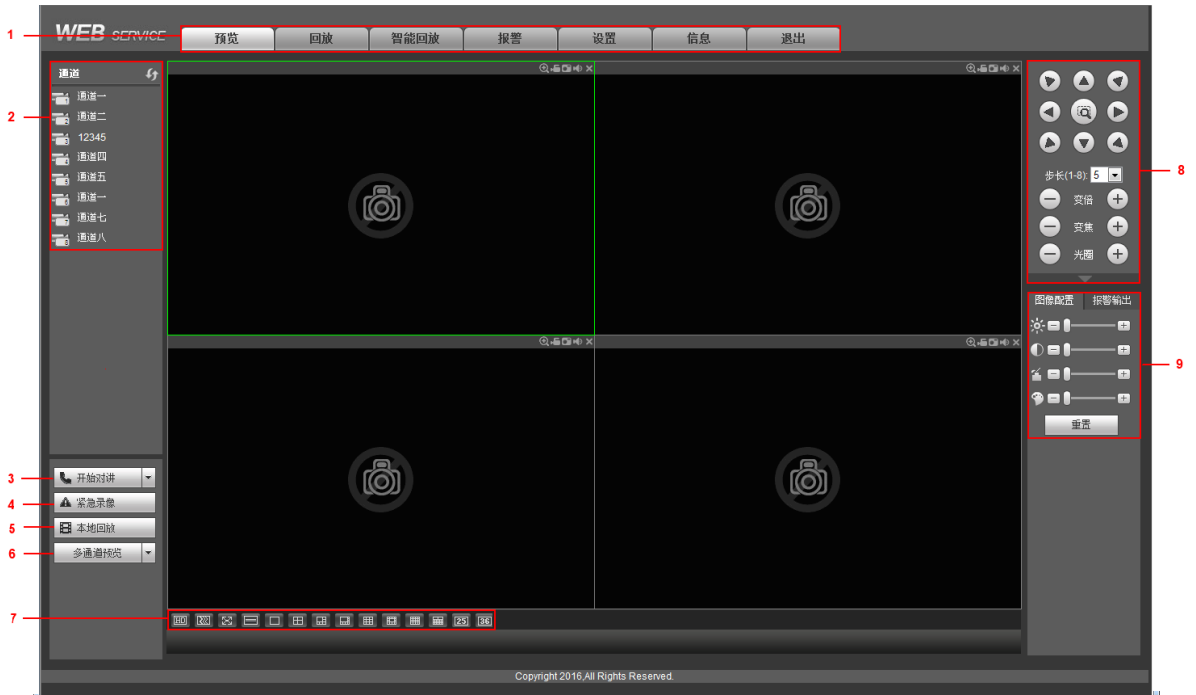 WEB SERVICE
预览 回放 智能回放 报警 设置 信息 退出
1
通道
通道一
通道二
12345
通道四
通道五
通道一
通道七
通道八
2
步长(1-8): 5
变倍
变焦
光圈
8
图像配置 报警输出
重置
9
3
开始对讲
4
紧急录像
5
本地回放
6
多通道预览
7
25 36
Copyright 2016,All Rights Reserved.